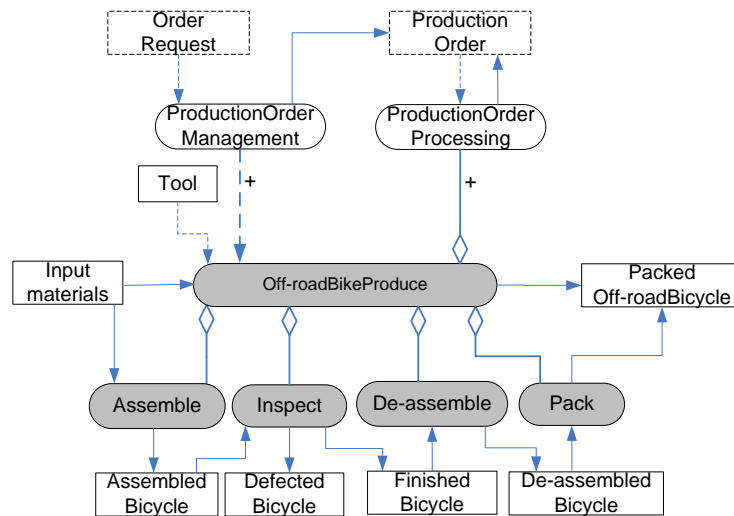 Order
Request
Production
Order
ProductionOrder
Management
ProductionOrder
Processing
+
+
Tool
Input
materials
Off-roadBikeProduce
Packed
Off-roadBicycle
Assemble
Inspect
De-assemble
Pack
Assembled
Bicycle
Defected
Bicycle
Finished
Bicycle
De-assembled
Bicycle